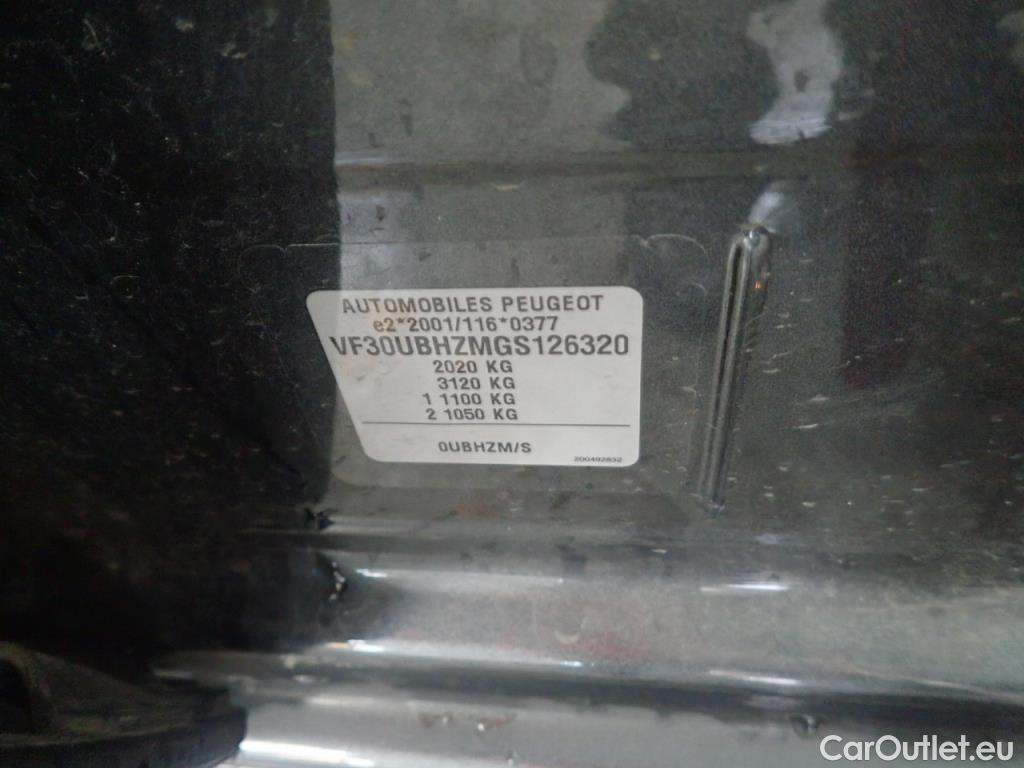 AUTOMOBILES PEUGEOT
e2*2001/116*0377
VF30UBHZMGS126320
2020 KG
3120 KG
1 1100 KG
2 1050 KG
0UBHZM/S
200492832
CarOutlet.eu